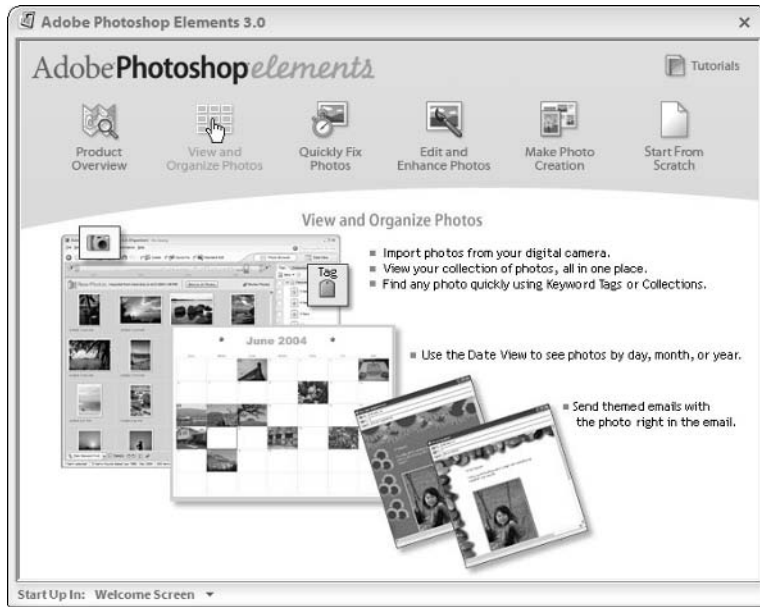 Adobe Photoshop Elements 3.0
Adobe Photoshop elements
Tutorials
Product
Overview
View and
Organize Photos
Quickly Fix
Photos
Edit and
Enhance Photos
Make Photo
Creation
Start From
Scratch
View and Organize Photos
Import photos from your digital camera.
View your collection of photos, all in one place.
Find any photo quickly using Keyword Tags or Collections.
Tag
June 2004
Use the Date View to see photos by day, month, or year.
Send themed emails with
the photo right in the email.
Start Up In: Welcome Screen